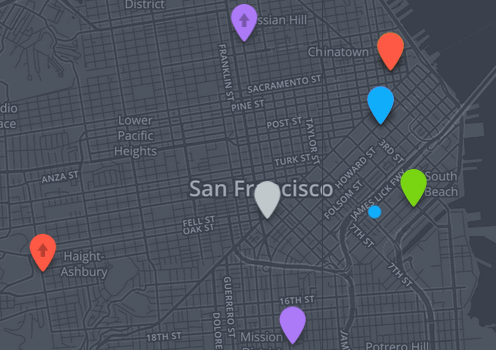 District
ssian Hill
Chinatown
FRANKLIN ST
SACRAMENTO ST
PINE ST
dio
ace
Lower
Pacific
Heights
POST ST
TAYLOR ST
TURK ST
HOWARD ST
3RD ST
ANZA ST
San Francisco
FOLSOM ST
JAMES LICK FWY
South
Beach
FELL ST
OAK ST
7TH ST
Haight-
Ashbury
7TH ST
GUERRERO ST
DOLORE
16TH ST
18TH ST
Mission
JAM
Potrero Hill